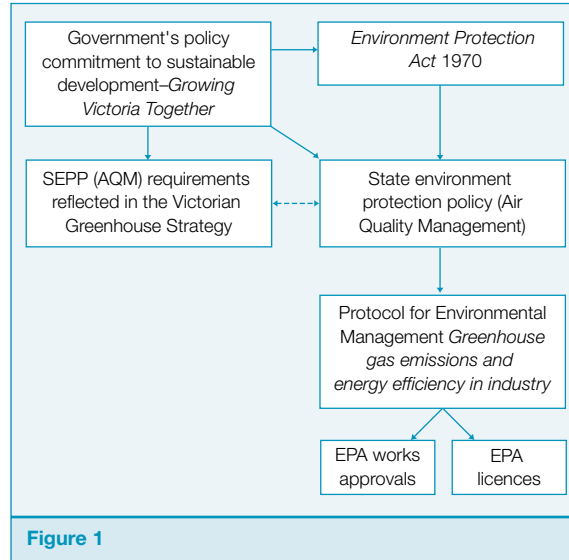 Government's policy
commitment to sustainable
development–Growing
Victoria Together
Environment Protection
Act 1970
SEPP (AQM) requirements
reflected in the Victorian
Greenhouse Strategy
State environment
protection policy (Air
Quality Management)
Protocol for Environmental
Management Greenhouse
gas emissions and
energy efficiency in industry
EPA works
approvals
EPA
licences
Figure 1